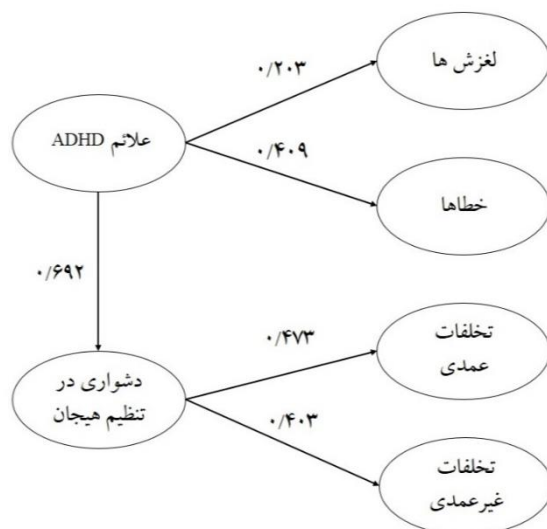 لغزش ها
۰/۲۰۳
علائم ADHD
۰/۴۰۹
خطاها
۰/۶۹۲
تخلفات
عمدی
۰/۴۷۳
دشواری در
تنظیم هیجان
۰/۴۰۳
تخلفات
غیرعمدی